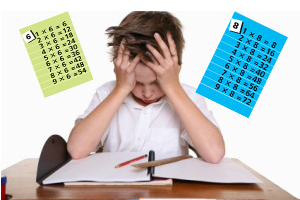 6
1 × 6 = 6
2 × 6 = 12
3 × 6 = 18
4 × 6 = 24
5 × 6 = 30
6 × 6 = 36
7 × 6 = 42
8 × 6 = 48
9 × 6 = 54
8
1 × 8 = 8
2 × 8 = 16
3 × 8 = 24
4 × 8 = 32
5 × 8 = 40
6 × 8 = 48
7 × 8 = 56
8 × 8 = 64
9 × 8 = 72